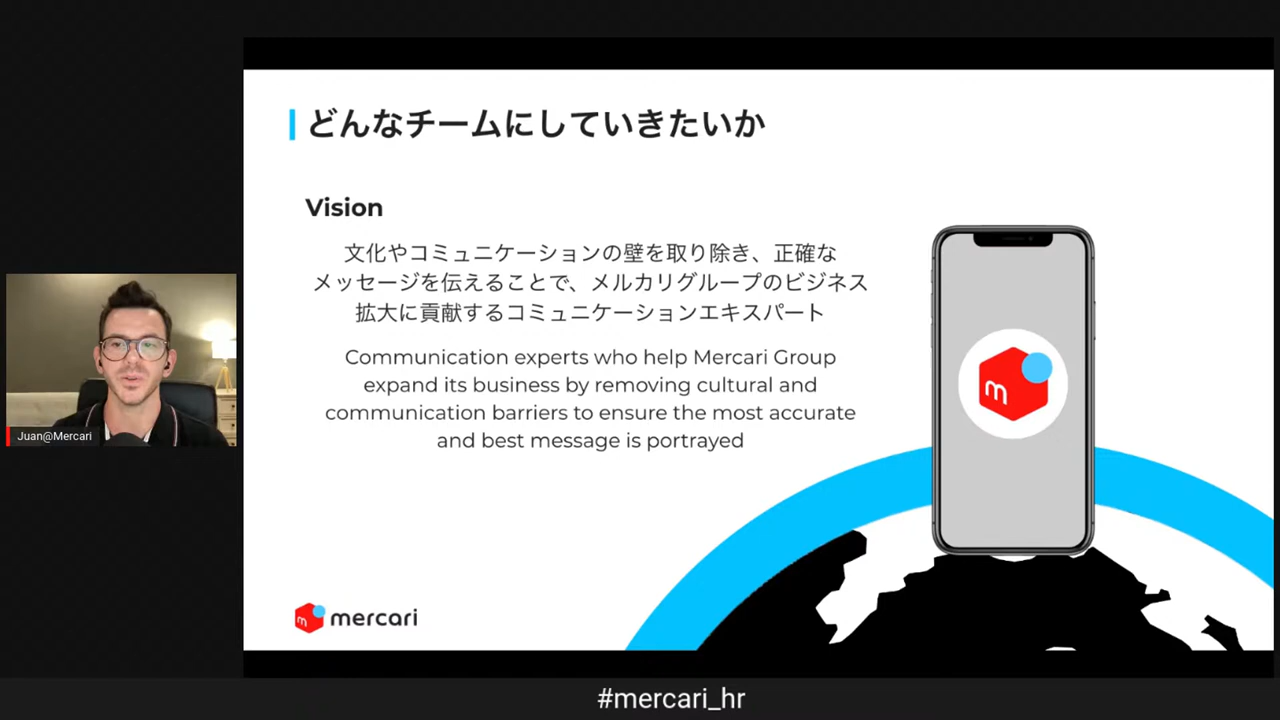 どんなチームにしていきたいか
Vision
文化やコミュニケーションの壁を取り除き、正確な
メッセージを伝えることで、メルカリグループのビジネス
拡大に貢献するコミュニケーションエキスパート
Communication experts who help Mercari Group
expand its business by removing cultural and
communication barriers to ensure the most accurate
and best message is portrayed
m
Juan@Mercari
m mercari
#mercari_hr